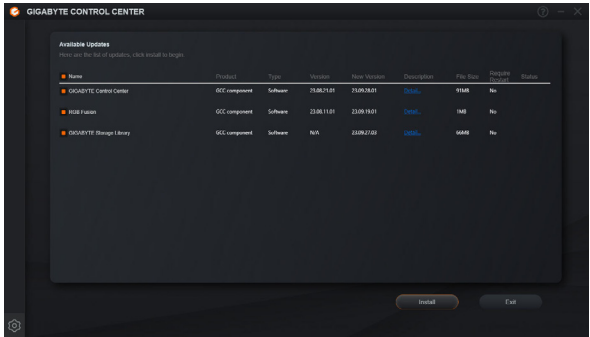 GIGABYTE CONTROL CENTER
Available Updates
Here are the list of updates, click install to begin.
Name Product Type Version New Version Description File Size Require Restart Status
GIGABYTE Control Center GCC component Software 23.08.21.01 23.09.28.01 Detail... 91MB No
RGB Fusion GCC component Software 23.08.11.01 23.09.19.01 Detail... 1MB No
GIGABYTE Storage Library GCC component Software N/A 23.09.27.03 Detail... 66MB No
Install Exit